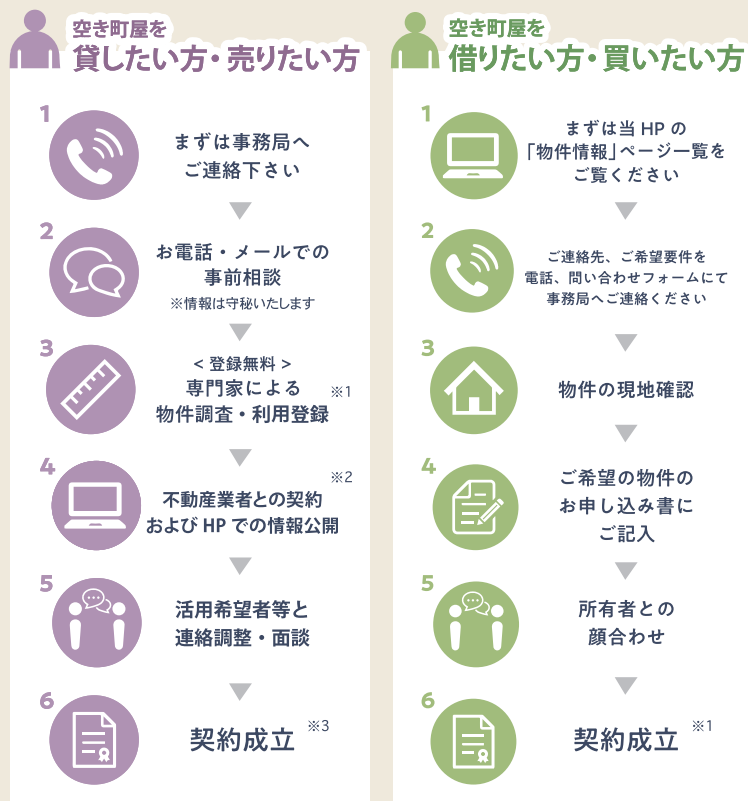 空き町屋を
貸したい方・売りたい方
1
まずは事務局へ
ご連絡下さい
2
お電話・メールでの
事前相談
※情報は守秘いたします
3
< 登録無料 >
専門家による
※1
物件調査・利用登録
4
※2
不動産業者との契約
および HP での情報公開
5
活用希望者等と
連絡調整・面談
6
契約成立
※3
空き町屋を
借りたい方・買いたい方
1
まずは当 HP の
「物件情報」ページ一覧を
ご覧ください
2
ご連絡先、ご希望要件を
電話、問い合わせフォームにて
事務局へご連絡ください
3
物件の現地確認
4
ご希望の物件の
お申し込み書に
ご記入
5
所有者との
顔合わせ
6
契約成立
※1